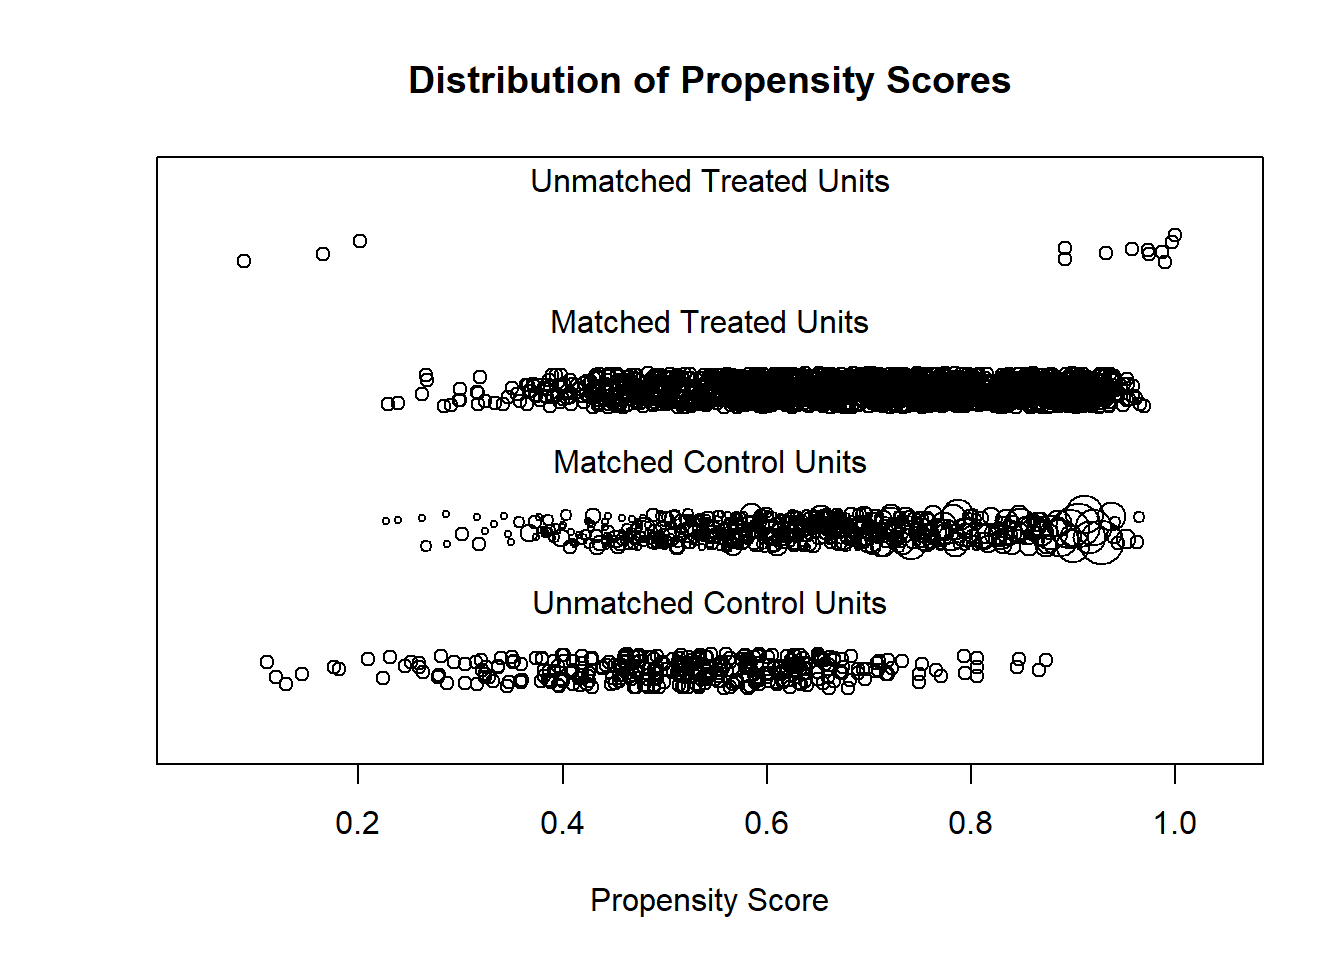 Distribution of Propensity Scores
Unmatched Treated Units
Matched Treated Units
Matched Control Units
Unmatched Control Units
0.2 0.4 0.6 0.8 1.0
Propensity Score